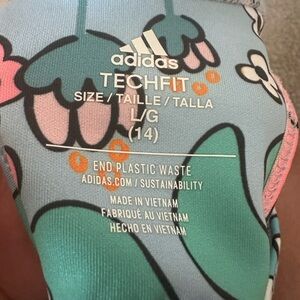 adidas
TECHFIT
SIZE / TAILLE / TALLA
L/G
(14)
END PLASTIC WASTE
ADIDAS.COM / SUSTAINABILITY
MADE IN VIETNAM
FABRIQUÉ AU VIETNAM
HECHO EN VIETNAM